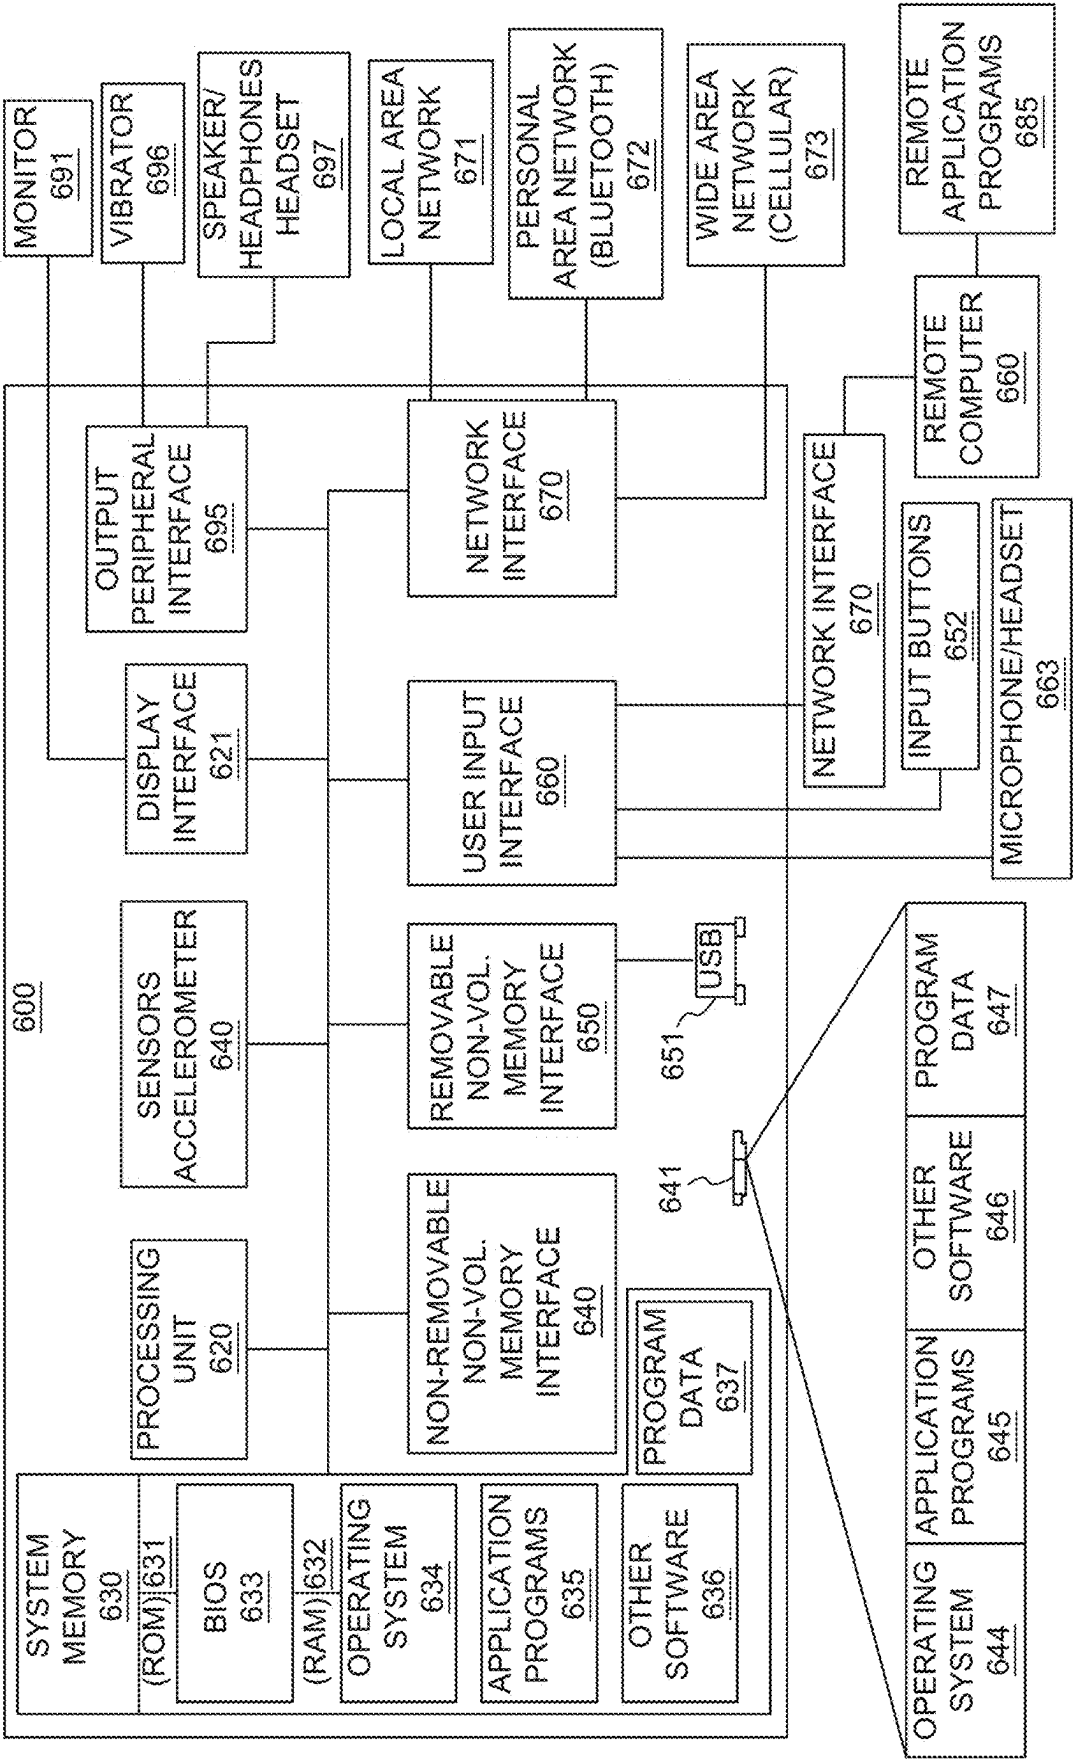 600
SYSTEM
MEMORY
630
(ROM) 631
BIOS
633
(RAM) 632
OPERATING
SYSTEM
634
APPLICATION
PROGRAMS
635
OTHER
SOFTWARE
636
PROGRAM
DATA
637
PROCESSING
UNIT
620
SENSORS
ACCELEROMETER
640
DISPLAY
INTERFACE
621
OUTPUT
PERIPHERAL
INTERFACE
695
NON-REMOVABLE
NON-VOL.
MEMORY
INTERFACE
640
REMOVABLE
NON-VOL.
MEMORY
INTERFACE
650
USER INPUT
INTERFACE
660
NETWORK
INTERFACE
670
641
651
USB
MONITOR
691
VIBRATOR
696
SPEAKER/
HEADPHONES
HEADSET
697
LOCAL AREA
NETWORK
671
PERSONAL
AREA NETWORK
(BLUETOOTH)
672
WIDE AREA
NETWORK
(CELLULAR)
673
NETWORK INTERFACE
670
INPUT BUTTONS
652
MICROPHONE/HEADSET
663
REMOTE
COMPUTER
660
REMOTE
APPLICATION
PROGRAMS
685
OPERATING
SYSTEM
644
APPLICATION
PROGRAMS
645
OTHER
SOFTWARE
646
PROGRAM
DATA
647